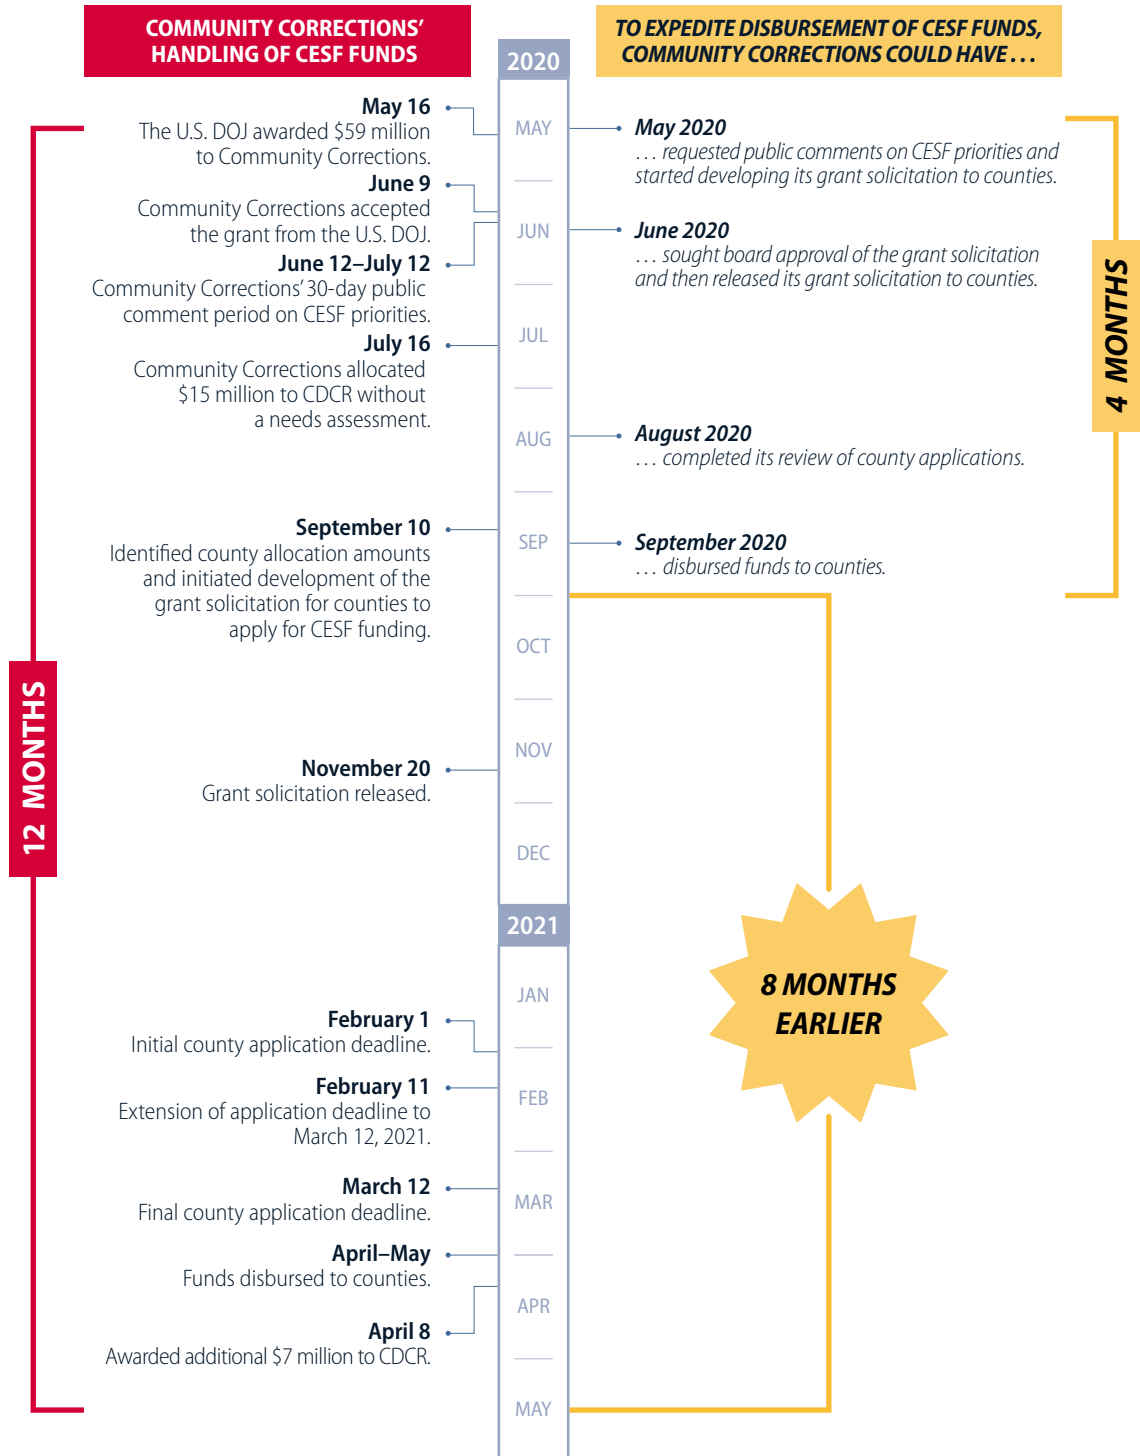 COMMUNITY CORRECTIONS’
HANDLING OF CESF FUNDS
TO EXPEDITE DISBURSEMENT OF CESF FUNDS,
COMMUNITY CORRECTIONS COULD HAVE . . .
2020
May 16
The U.S. DOJ awarded $59 million
to Community Corrections.
June 9
Community Corrections accepted
the grant from the U.S. DOJ.
June 12–July 12
Community Corrections’ 30-day public
comment period on CESF priorities.
July 16
Community Corrections allocated
$15 million to CDCR without
a needs assessment.
September 10
Identified county allocation amounts
and initiated development of the
grant solicitation for counties to
apply for CESF funding.
November 20
Grant solicitation released.
February 1
Initial county application deadline.
February 11
Extension of application deadline to
March 12, 2021.
March 12
Final county application deadline.
April–May
Funds disbursed to counties.
April 8
Awarded additional $7 million to CDCR.
12 MONTHS
MAY
JUN
JUL
AUG
SEP
OCT
NOV
DEC
2021
JAN
FEB
MAR
APR
MAY
May 2020
. . . requested public comments on CESF priorities and
started developing its grant solicitation to counties.
June 2020
. . . sought board approval of the grant solicitation
and then released its grant solicitation to counties.
August 2020
. . . completed its review of county applications.
September 2020
. . . disbursed funds to counties.
4 MONTHS
8 MONTHS
EARLIER